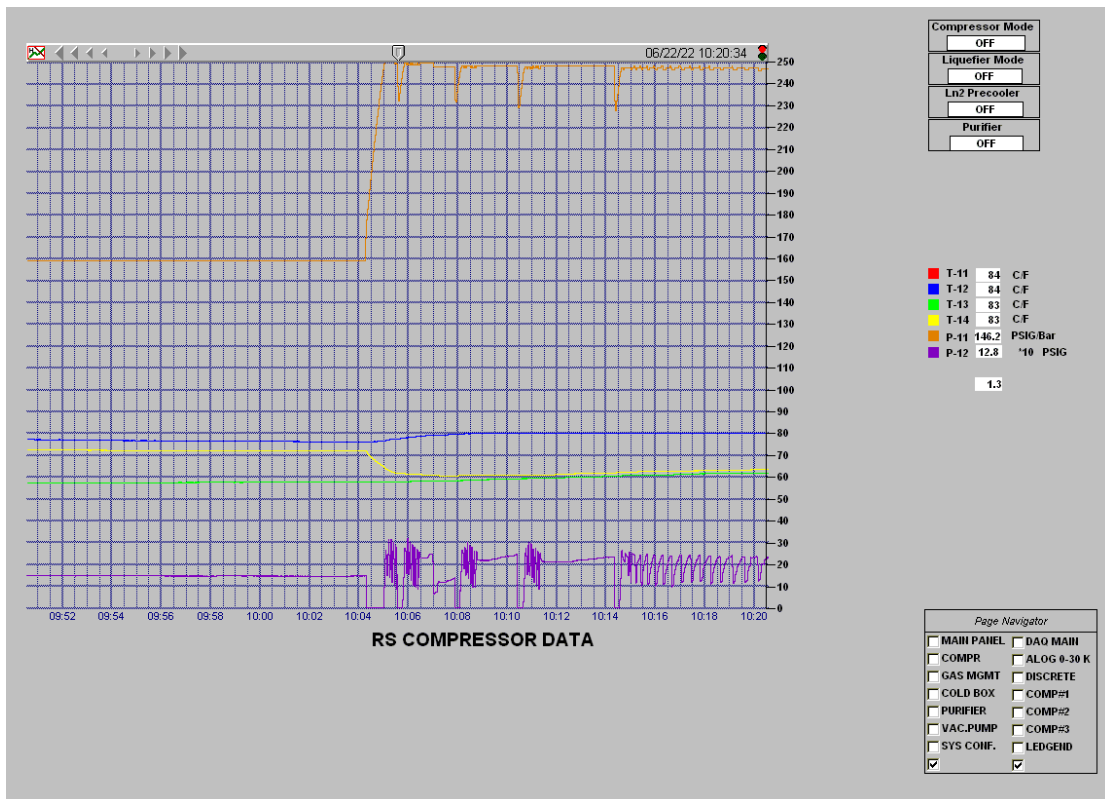 Compressor Mode
OFF
Liquefier Mode
OFF
Ln2 Precooler
OFF
Purifier
OFF
06/22/22 10:20:34
250
240
230
220
210
200
190
180
170
160
150
140
130
120
110
100
90
80
70
60
50
40
30
20
10
0
09:52 09:54 09:56 09:58 10:00 10:02 10:04 10:06 10:08 10:10 10:12 10:14 10:16 10:18 10:20
RS COMPRESSOR DATA
T-11 84 C/F
T-12 84 C/F
T-13 83 C/F
T-14 83 C/F
P-11 146.2 PSIG/Bar
P-12 12.8 '10 PSIG
1.3
Page Navigator
MAIN PANEL DAQ MAIN
COMPR ALOG 0-30 K
GAS MGMT DISCRETE
COLD BOX COMP#1
PURIFIER COMP#2
VAC.PUMP COMP#3
SYS CONF. LEDGEND